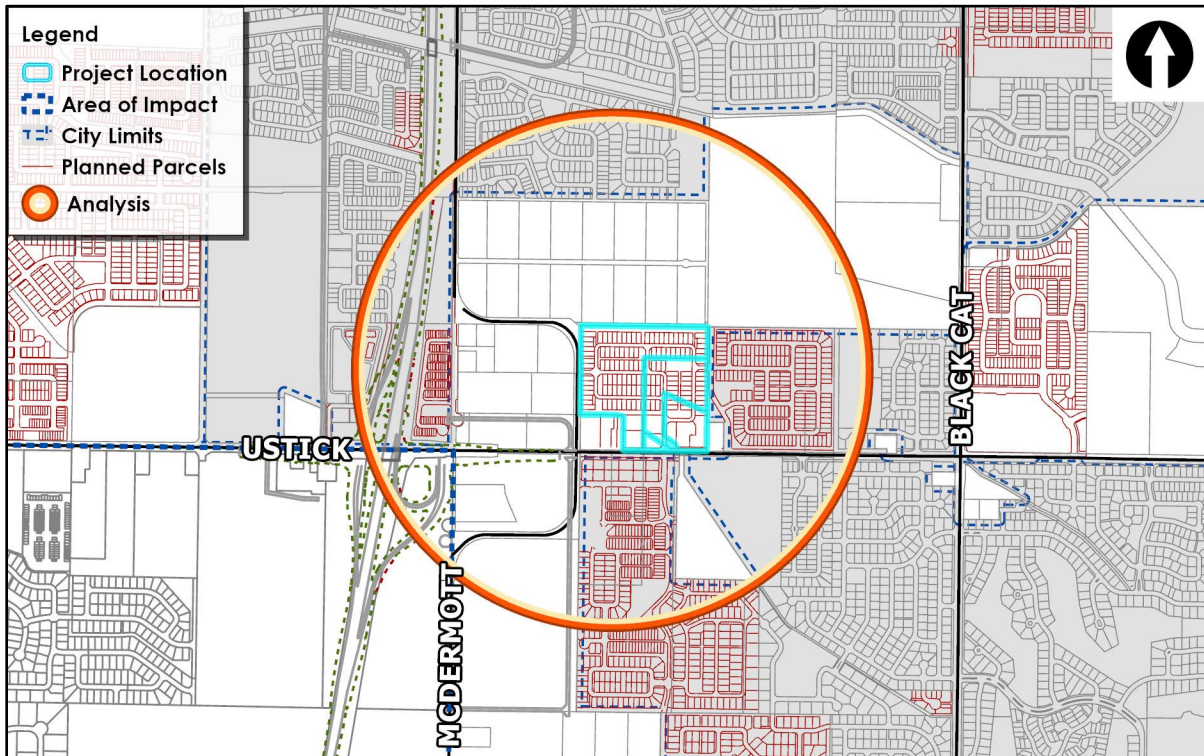 Legend
Project Location
Area of Impact
City Limits
Planned Parcels
Analysis
USTICK
MCDERMOTT
BLACK CAT